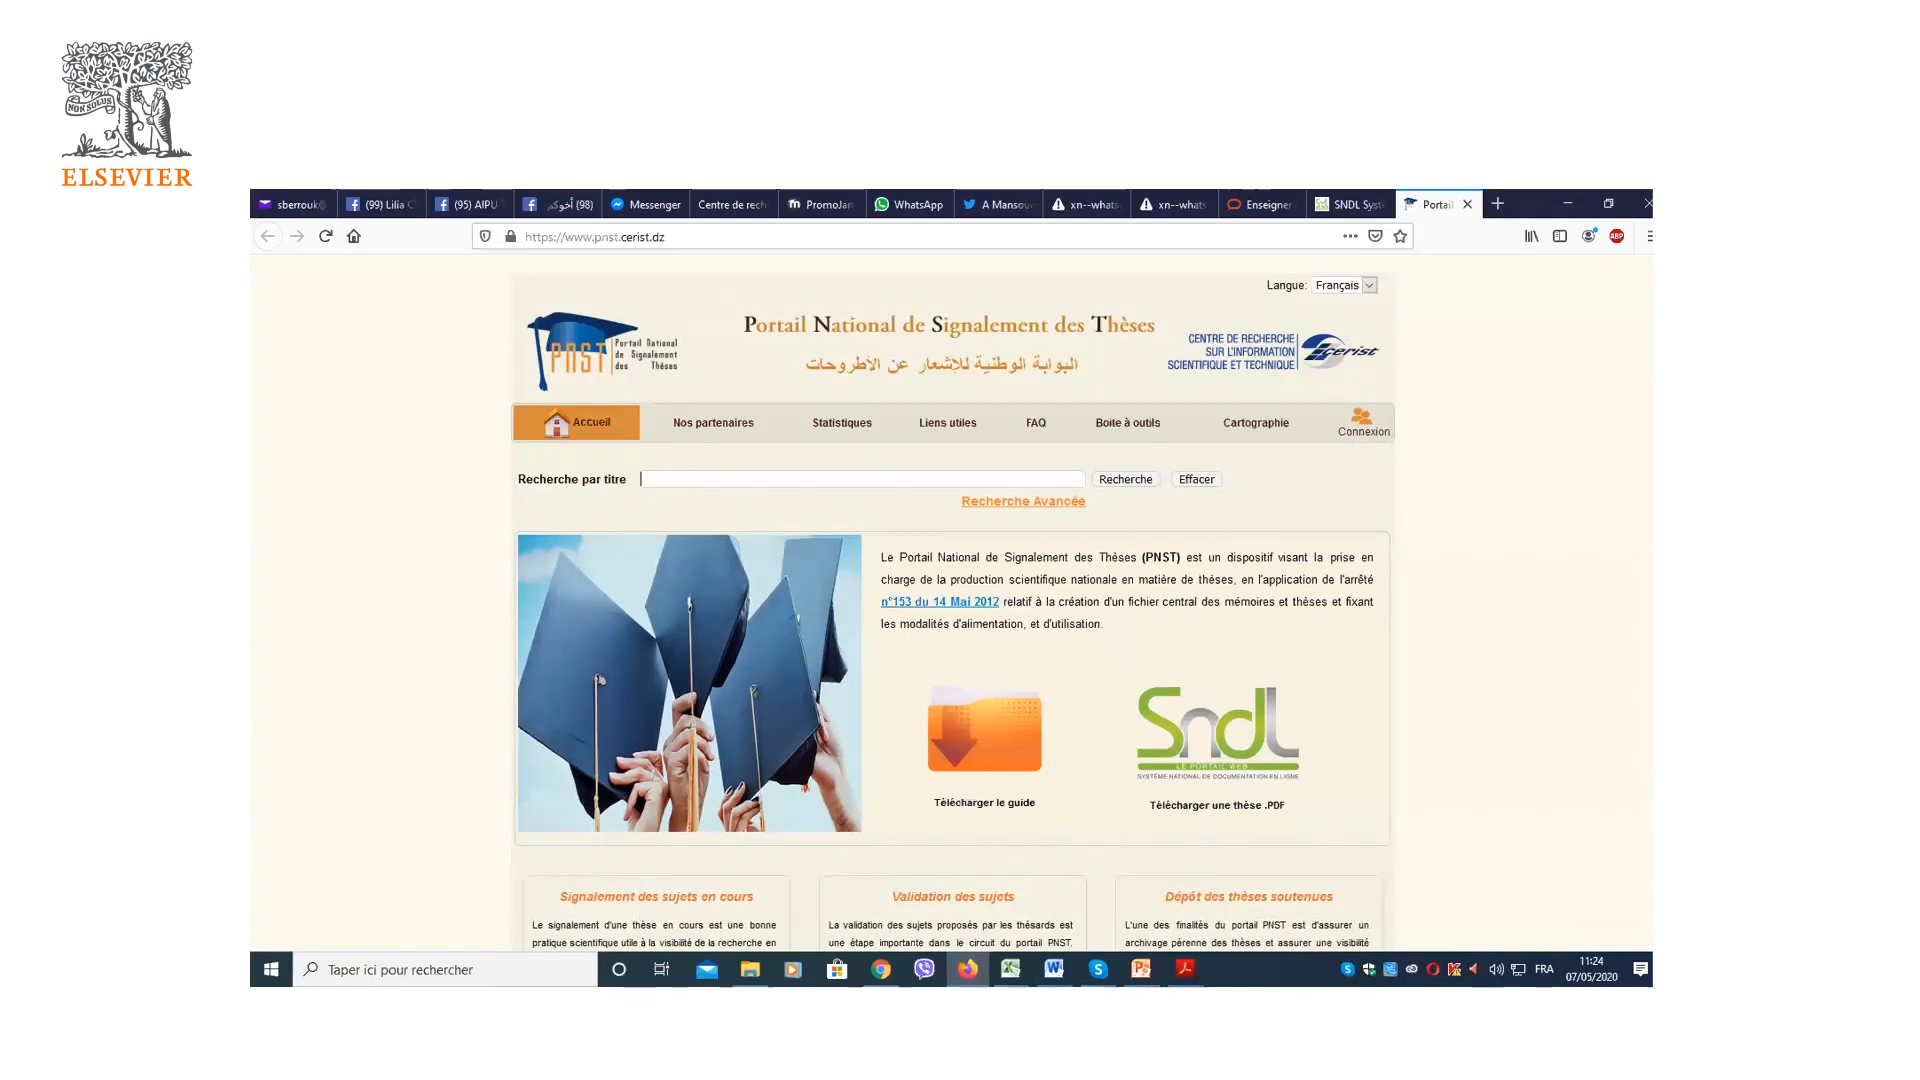 NON SOLUS
ELSEVIER
sberrouk@
(99) Lilia
(95) AIPU
(98) أخوكم
Messenger
Centre de rech
PromoJan
WhatsApp
A Mansou
xn--whats
xn--whats
Enseigner
SNDL Syst
Portail
https://www.pnst.cerist.dz
ABP
Langue: Français
PNST
Portail National
de Signalement
des Thèses
Portail National de Signalement des Thèses
البوابة الوطنية للإشعار عن الأطروحات
CENTRE DE RECHERCHE
SUR L'INFORMATION
SCIENTIFIQUE ET TECHNIQUE
cerist
Accueil
Nos partenaires
Statistiques
Liens utiles
FAQ
Boite à outils
Cartographie
Connexion
Recherche par titre
Recherche
Effacer
Recherche Avancée
Le Portail National de Signalement des Thèses (PNST) est un dispositif visant la prise en
charge de la production scientifique nationale en matière de thèses, en l'application de l'arrêté
n°153 du 14 Mai 2012 relatif à la création d'un fichier central des mémoires et thèses et fixant
les modalités d'alimentation, et d'utilisation.
Télécharger le guide
Sndl
LE PORTAIL WEB
SYSTÈME NATIONAL DE DOCUMENTATION EN LIGNE
Télécharger une thèse .PDF
Signalement des sujets en cours
Le signalement d'une thèse en cours est une bonne
pratique scientifique utile à la visibilité de la recherche en
Validation des sujets
La validation des sujets proposés par les thésards est
une étape importante dans le circuit du portail PNST.
Dépôt des thèses soutenues
L'une des finalités du portail PNST est d'assurer un
archivage pérenne des thèses et assurer une visibilité
Taper ici pour rechercher
FRA
11:24
07/05/2020